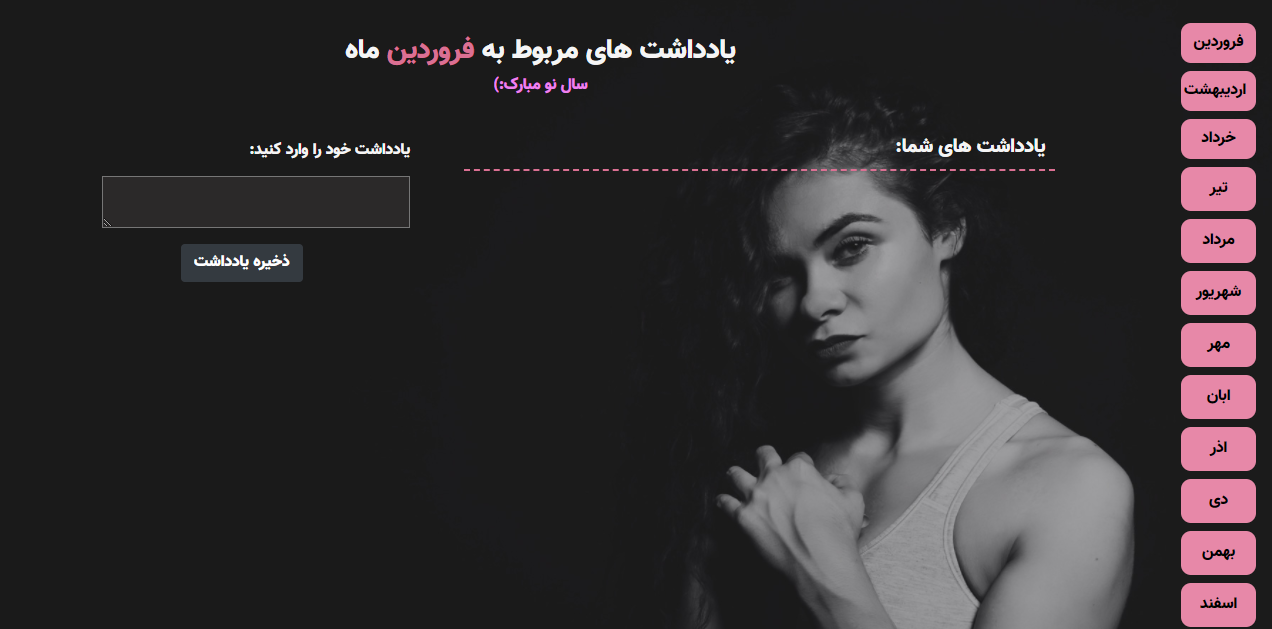 یادداشت های مربوط به فروردین ماه
سال نو مبارک:)
یادداشت های شما:
یادداشت خود را وارد کنید:
ذخیره یادداشت
فروردین
اردیبهشت
خرداد
تیر
مرداد
شهریور
مهر
ابان
اذر
دی
بهمن
اسفند